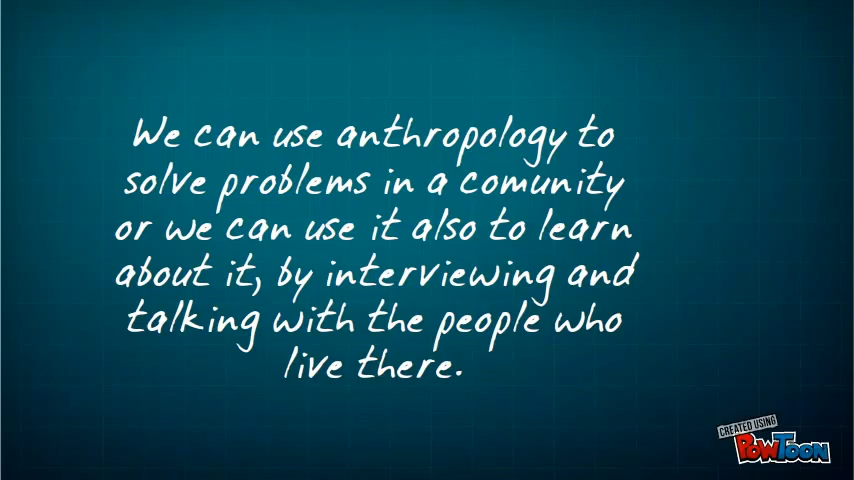 We can use anthropology to
solve problems in a comunity
or we can use it also to learn
about it, by interviewing and
talking with the people who
live there.
CREATED USING
POWTOON